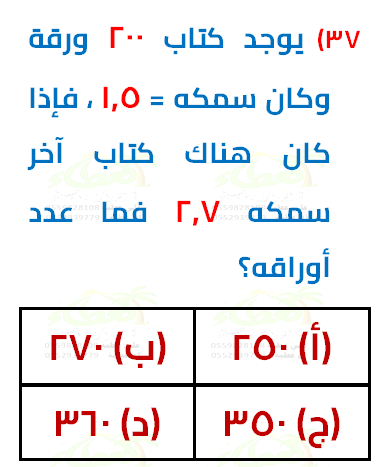 ٣٧) يوجد كتاب ٢٠٠ ورقة
وكان سمكه = ١,٥ ، فإذا
كان هناك كتاب آخر
سمكه ٢,٧ فما عدد
أوراقه؟
(أ) ٢٥٠ (ب) ٢٧٠
(ج) ٣٥٠ (د) ٣٦٠